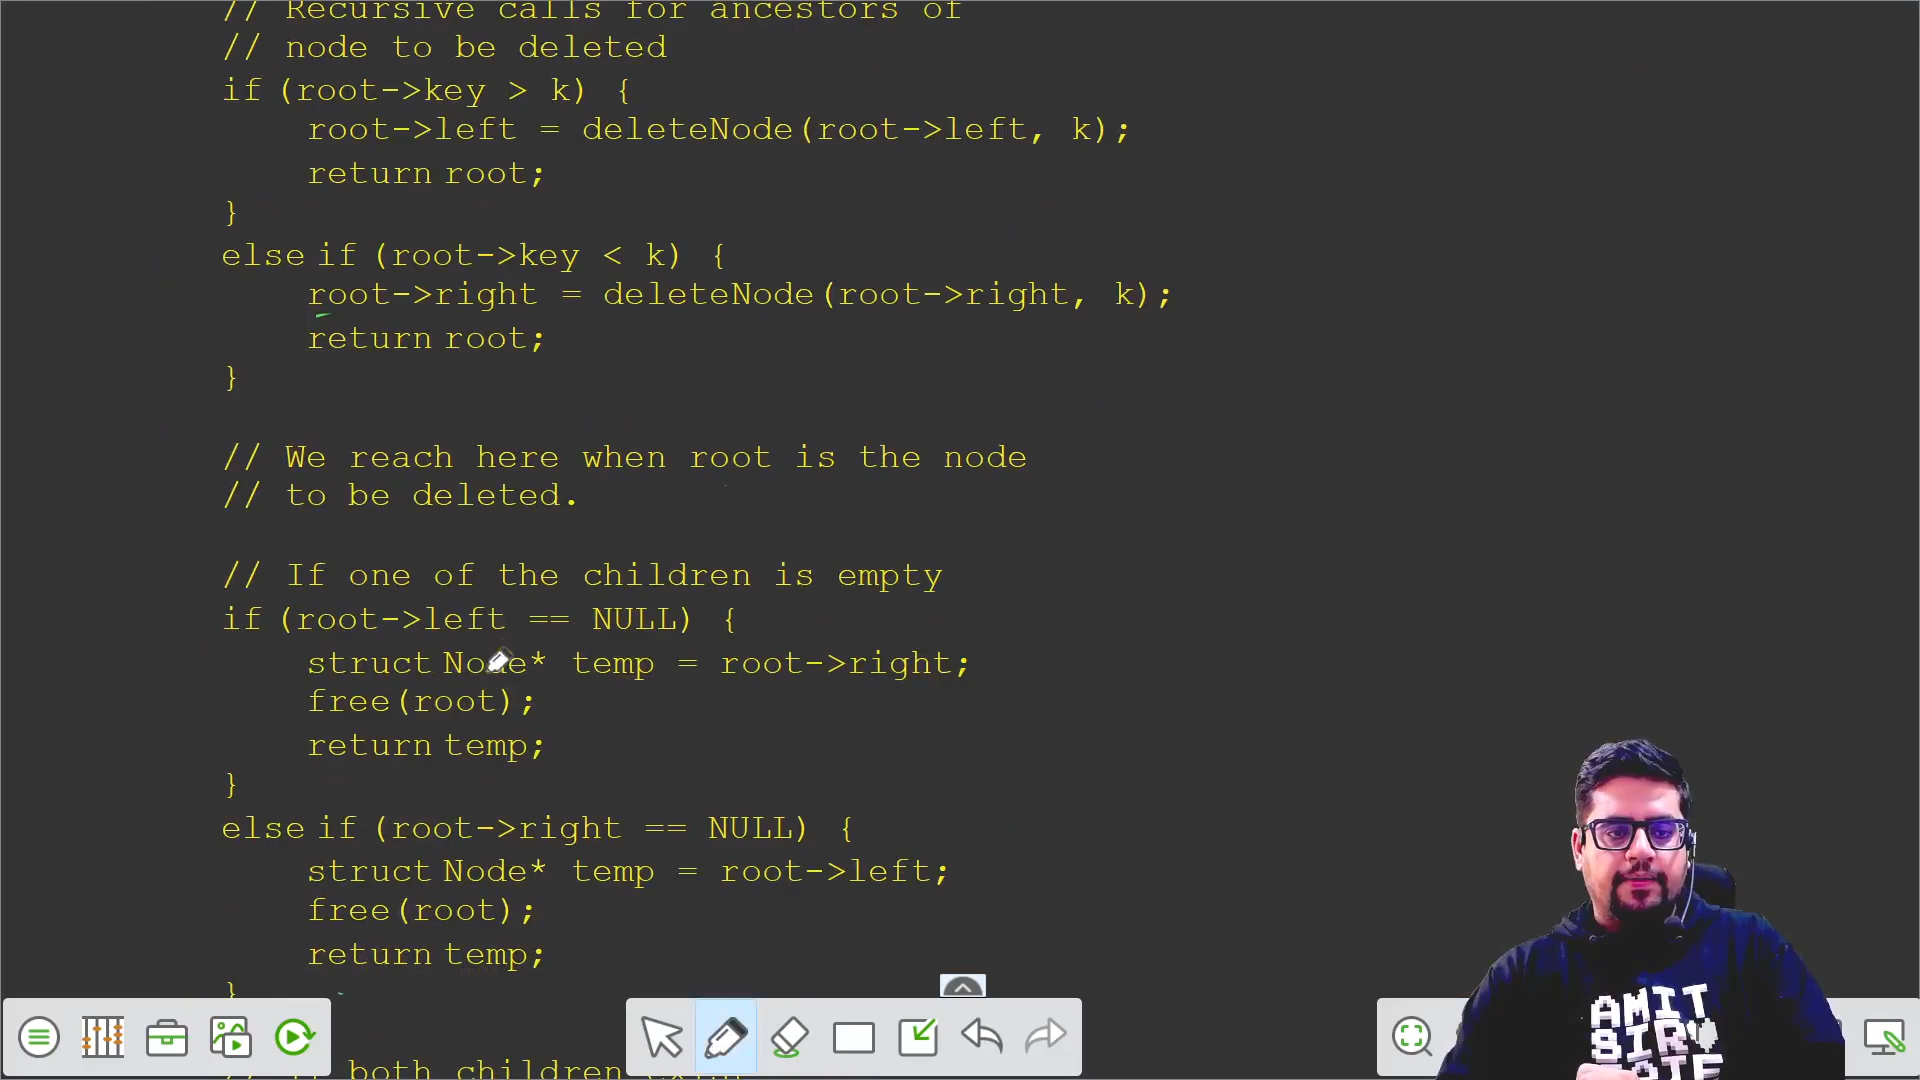 // Recursive calls for ancestors of
// node to be deleted
if (root->key > k) {
root->left = deleteNode(root->left, k);
return root;
}
else if (root->key < k) {
root->right = deleteNode(root->right, k);
return root;
}
// We reach here when root is the node
// to be deleted.
// If one of the children is empty
if (root->left == NULL) {
struct Node* temp = root->right;
free(root);
return temp;
}
else if (root->right == NULL) {
struct Node* temp = root->left;
free(root);
return temp;
}
// both children
AMIT
SIR